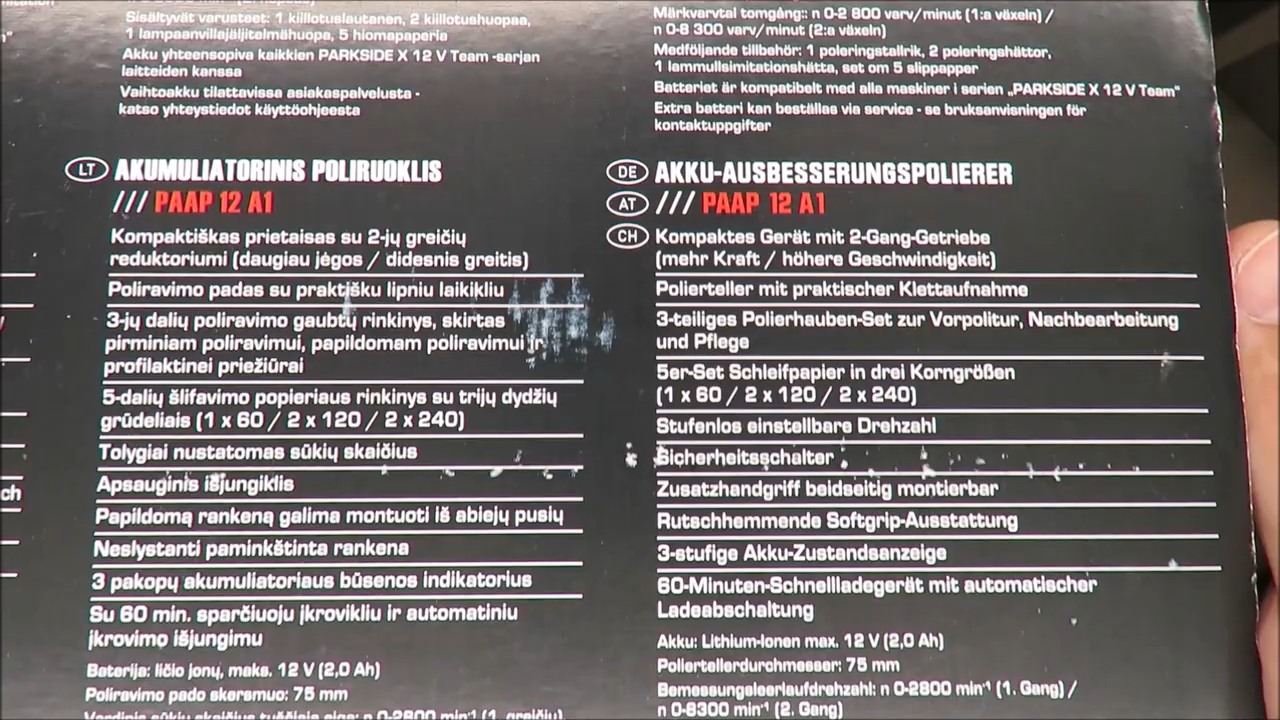 Sisältyvät varusteet: 1 kiillotuslautanen, 2 kiillotushuopaa,
1 lampaanvillajäljitelmähuopa, 5 hiomapaperia
Akku yhteensopiva kaikkien PARKSIDE X 12 V Team -sarjan
laitteiden kanssa
Vaihtoakku tilattavissa asiakaspalvelusta -
katso yhteystiedot käyttöohjeesta
LT AKUMULIATORINIS POLIRUOKLIS
/// PAAP 12 A1
Kompaktiškas prietaisas su 2-jų greičių
reduktoriumi (daugiau jėgos / didesnis greitis)
Poliravimo padas su praktišku lipniu laikikliu
3-jų dalių poliravimo gaubtų rinkinys, skirtas
pirminiam poliravimui, papildomam poliravimui ir
profilaktinei priežiūrai
5-dalių šlifavimo popieriaus rinkinys su trijų dydžių
grūdeliais (1 x 60 / 2 x 120 / 2 x 240)
Tolygiai nustatomas sūkių skaičius
Apsauginis išjungiklis
Papildomą rankeną galima montuoti iš abiejų pusių
Neslystanti paminkštinta rankena
3 pakopų akumuliatoriaus būsenos indikatorius
Su 60 min. sparčiuoju įkrovikliu ir automatiniu
įkrovimo išjungimu
Baterija: ličio jonų, maks. 12 V (2,0 Ah)
Poliravimo pado skersmuo: 75 mm
Vardinis sūkių skaičius tuščiąja eiga: n 0-2800 min⁻¹ (1. greičiu),
Märkvarvtal tomgång:: n 0-2 800 varv/minut (1:a växeln) /
n 0-8 300 varv/minut (2:a växeln)
Medföljande tillbehör: 1 poleringstallrik, 2 poleringshättor,
1 lammullsimitationshätta, set om 5 slippapper
Batteriet är kompatibelt med alla maskiner i serien „PARKSIDE X 12 V Team"
Extra batteri kan beställas via service - se bruksanvisningen för
kontaktuppgifter
DE AKKU-AUSBESSERUNGSPOLIERER
AT /// PAAP 12 A1
CH Kompaktes Gerät mit 2-Gang-Getriebe
(mehr Kraft / höhere Geschwindigkeit)
Polierteller mit praktischer Klettaufnahme
3-teiliges Polierhauben-Set zur Vorpolitur, Nachbearbeitung
und Pflege
5er-Set Schleifpapier in drei Korngrößen
(1 x 60 / 2 x 120 / 2 x 240)
Stufenlos einstellbare Drehzahl
Sicherheitsschalter
Zusatzhandgriff beidseitig montierbar
Rutschhemmende Softgrip-Ausstattung
3-stufige Akku-Zustandsanzeige
60-Minuten-Schnellladegerät mit automatischer
Ladeabschaltung
Akku: Lithium-Ionen max. 12 V (2,0 Ah)
Poliertellerdurchmesser: 75 mm
Bemessungsleerlaufdrehzahl: n 0-2800 min⁻¹ (1. Gang) /
n 0-8300 min⁻¹ (2. Gang)